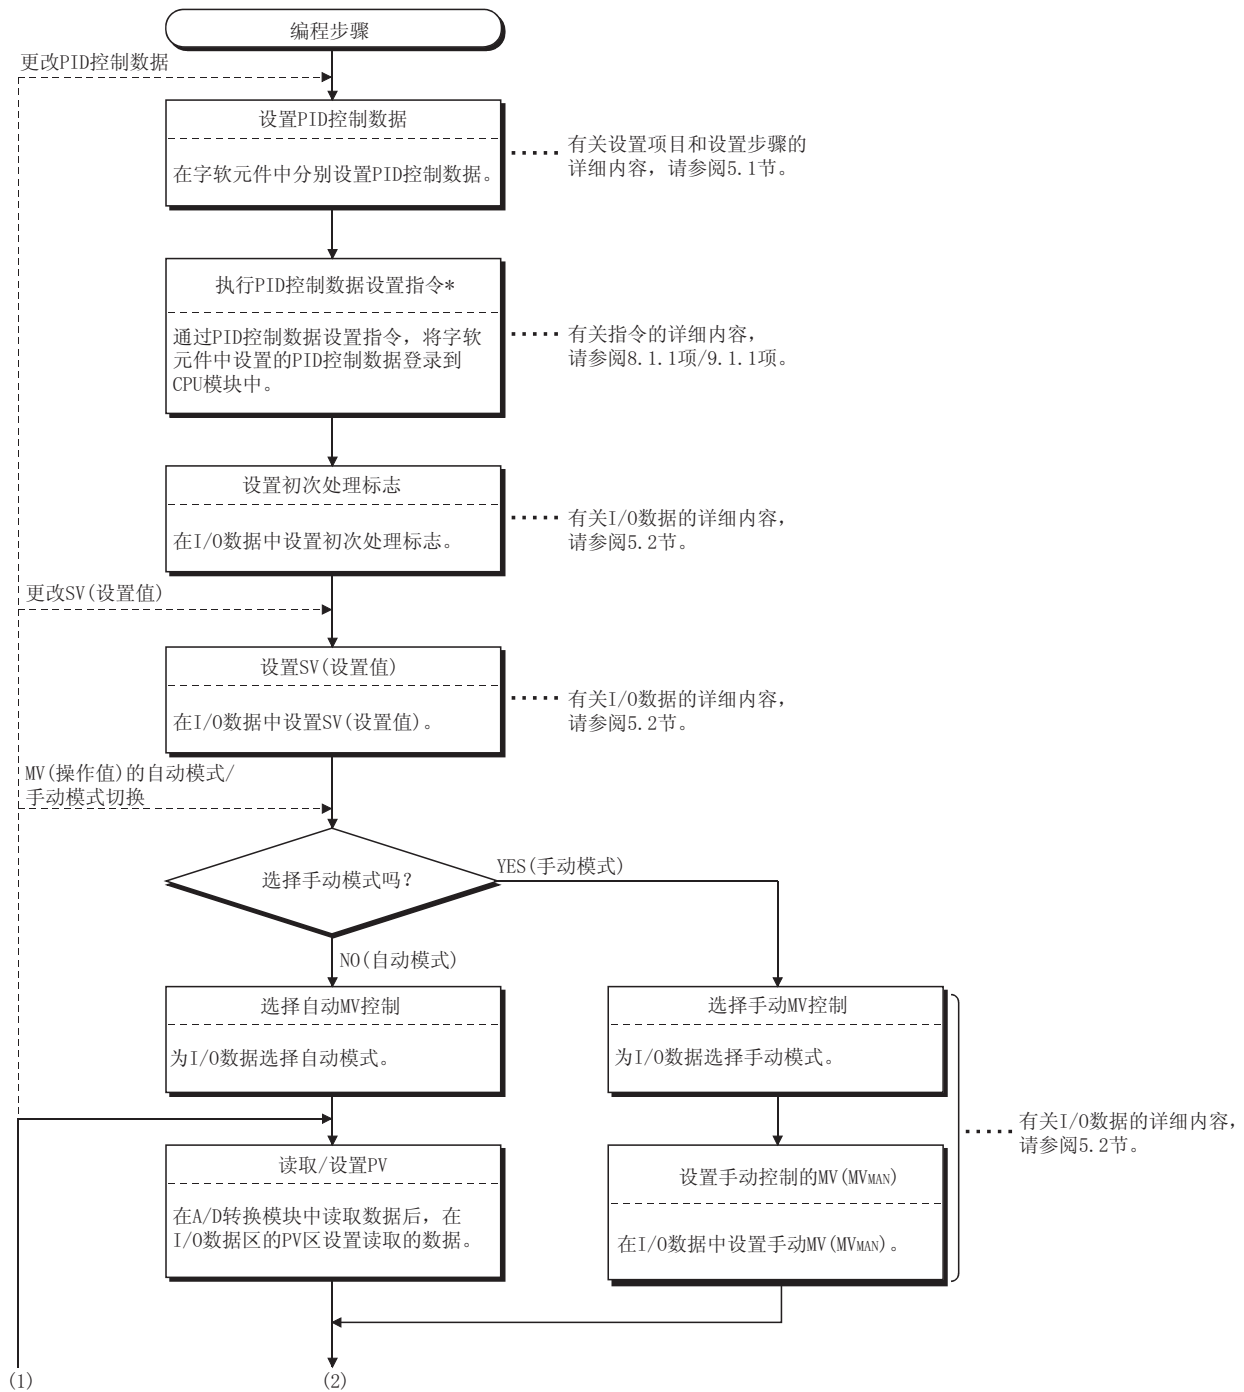 编程步骤
更改PID控制数据
设置PID控制数据
在字软元件中分别设置PID控制数据。
有关设置项目和设置步骤的
详细内容，请参阅5.1节。
执行PID控制数据设置指令*
通过PID控制数据设置指令，将字软
元件中设置的PID控制数据登录到
CPU模块中。
有关指令的详细内容，
请参阅8.1.1项/9.1.1项。
设置初次处理标志
在I/O数据中设置初次处理标志。
有关I/O数据的详细内容，
请参阅5.2节。
更改SV(设置值)
设置SV(设置值)
在I/O数据中设置SV(设置值)。
有关I/O数据的详细内容，
请参阅5.2节。
MV(操作值)的自动模式/
手动模式切换
选择手动模式吗?
YES(手动模式)
NO(自动模式)
选择自动MV控制
为I/O数据选择自动模式。
选择手动MV控制
为I/O数据选择手动模式。
有关I/O数据的详细内容，
请参阅5.2节。
读取/设置PV
在A/D转换模块中读取数据后，在
I/O数据区的PV区设置读取的数据。
设置手动控制的MV(MVMAN)
在I/O数据中设置手动MV(MVMAN)。
(1)
(2)